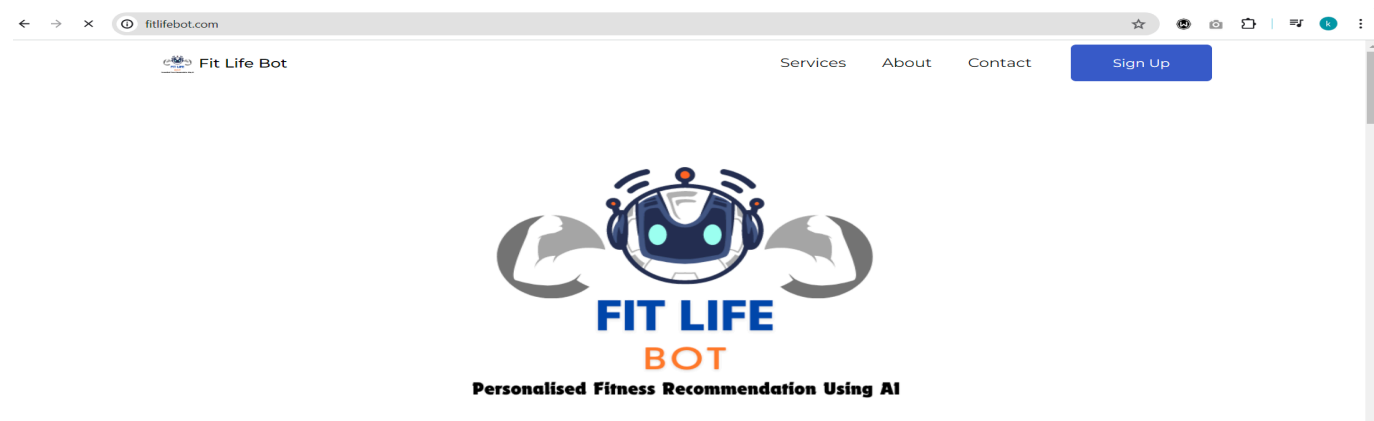 fitlifebot.com
k
Fit Life Bot
Services About Contact Sign Up
FIT LIFE
BOT
Personalised Fitness Recommendation Using AI